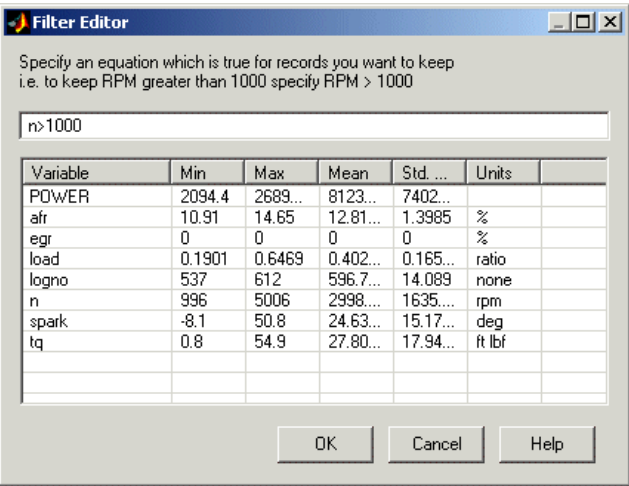 Filter Editor
Specify an equation which is true for records you want to keep
i.e. to keep RPM greater than 1000 specify RPM > 1000
n>1000
Variable Min Max Mean Std. ... Units
POWER 2094.4 2689... 8123... 7402...
afr 10.91 14.65 12.81... 1.3985 %
egr 0 0 0 0 %
load 0.1901 0.6469 0.402... 0.165... ratio
logno 537 612 596.7... 14.089 none
n 996 5006 2998.... 1635.... rpm
spark -8.1 50.8 24.63... 15.17... deg
tq 0.8 54.9 27.80... 17.94... ft lbf
OK Cancel Help